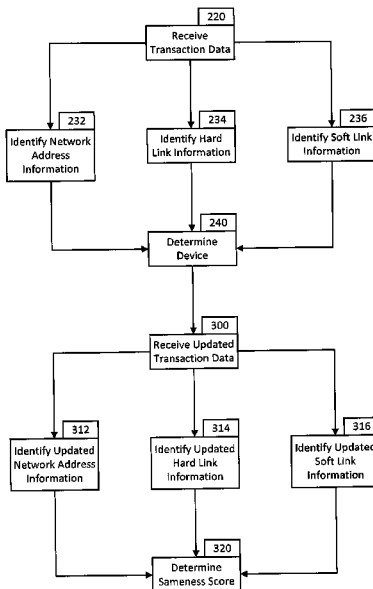 220
Receive
Transaction Data
232
Identify Network
Address
Information
234
Identify Hard
Link Information
236
Identify Soft Link
Information
240
Determine
Device
300
Receive Updated
Transaction Data
312
Identify Updated
Network Address
Information
314
Identify Updated
Hard Link
Information
316
Identify Updated
Soft Link
Information
320
Determine
Sameness Score